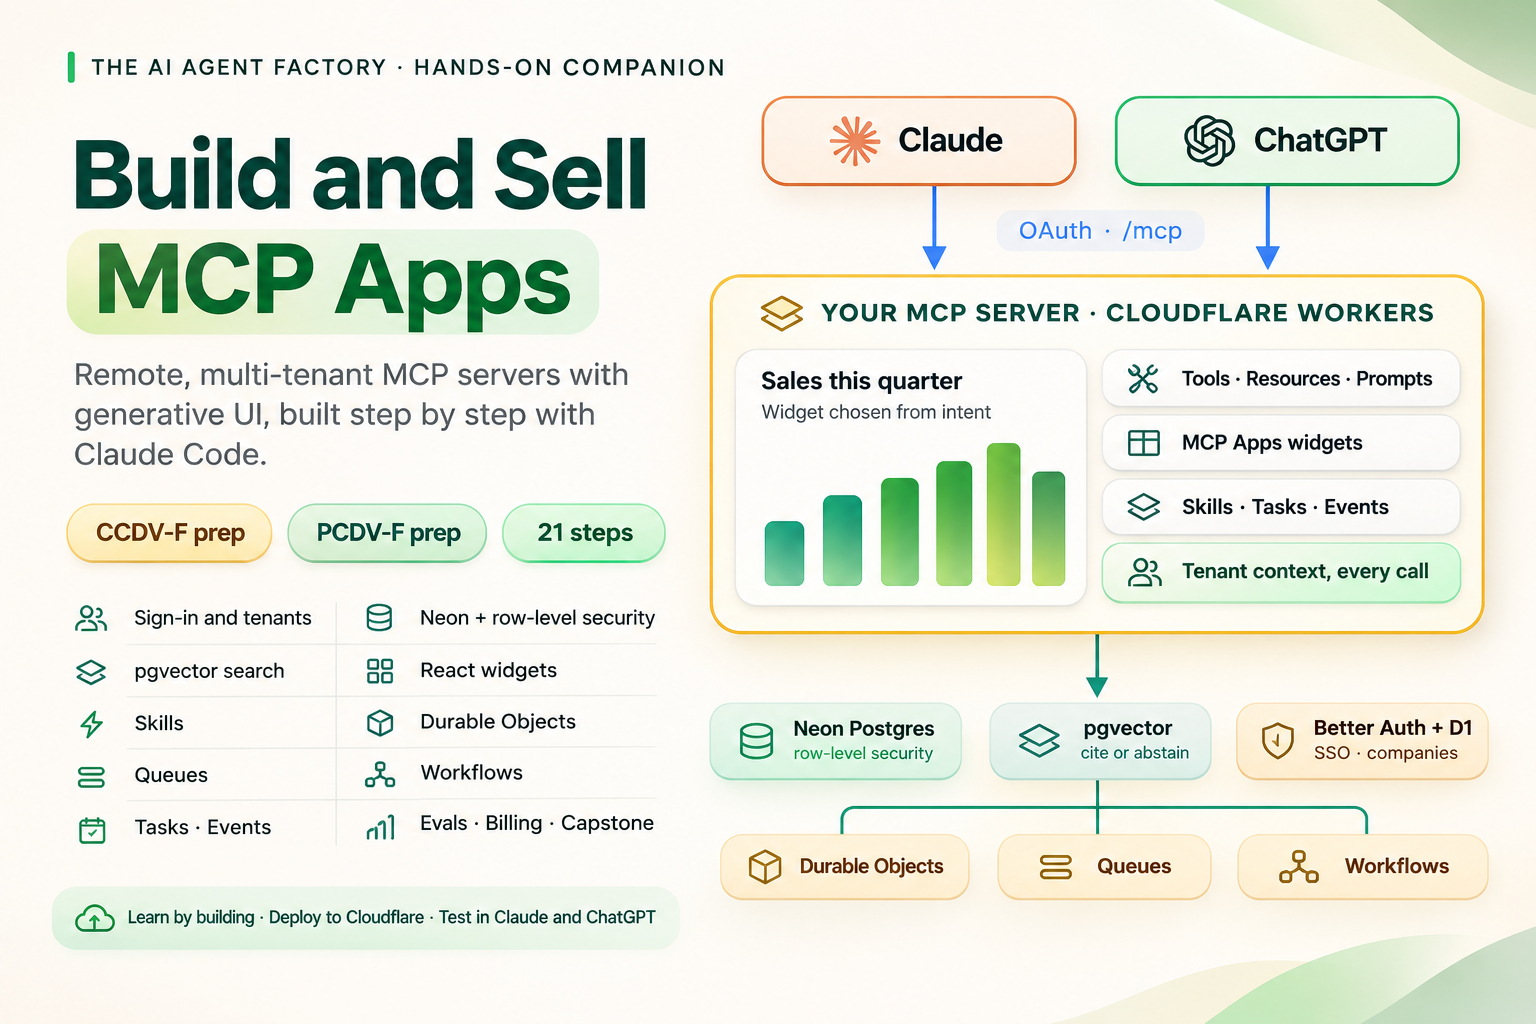 THE AI AGENT FACTORY · HANDS-ON COMPANION
Build and Sell
MCP Apps
Remote, multi-tenant MCP servers with
generative UI, built step by step with
Claude Code.
CCDV-F prep
PCDV-F prep
21 steps
Sign-in and tenants
Neon + row-level security
pgvector search
React widgets
Skills
Durable Objects
Queues
Workflows
Tasks · Events
Evals · Billing · Capstone
Learn by building · Deploy to Cloudflare · Test in Claude and ChatGPT
Claude
ChatGPT
OAuth · /mcp
YOUR MCP SERVER · CLOUDFLARE WORKERS
Sales this quarter
Widget chosen from intent
Tools · Resources · Prompts
MCP Apps widgets
Skills · Tasks · Events
Tenant context, every call
Neon Postgres
row-level security
pgvector
cite or abstain
Better Auth + D1
SSO · companies
Durable Objects
Queues
Workflows